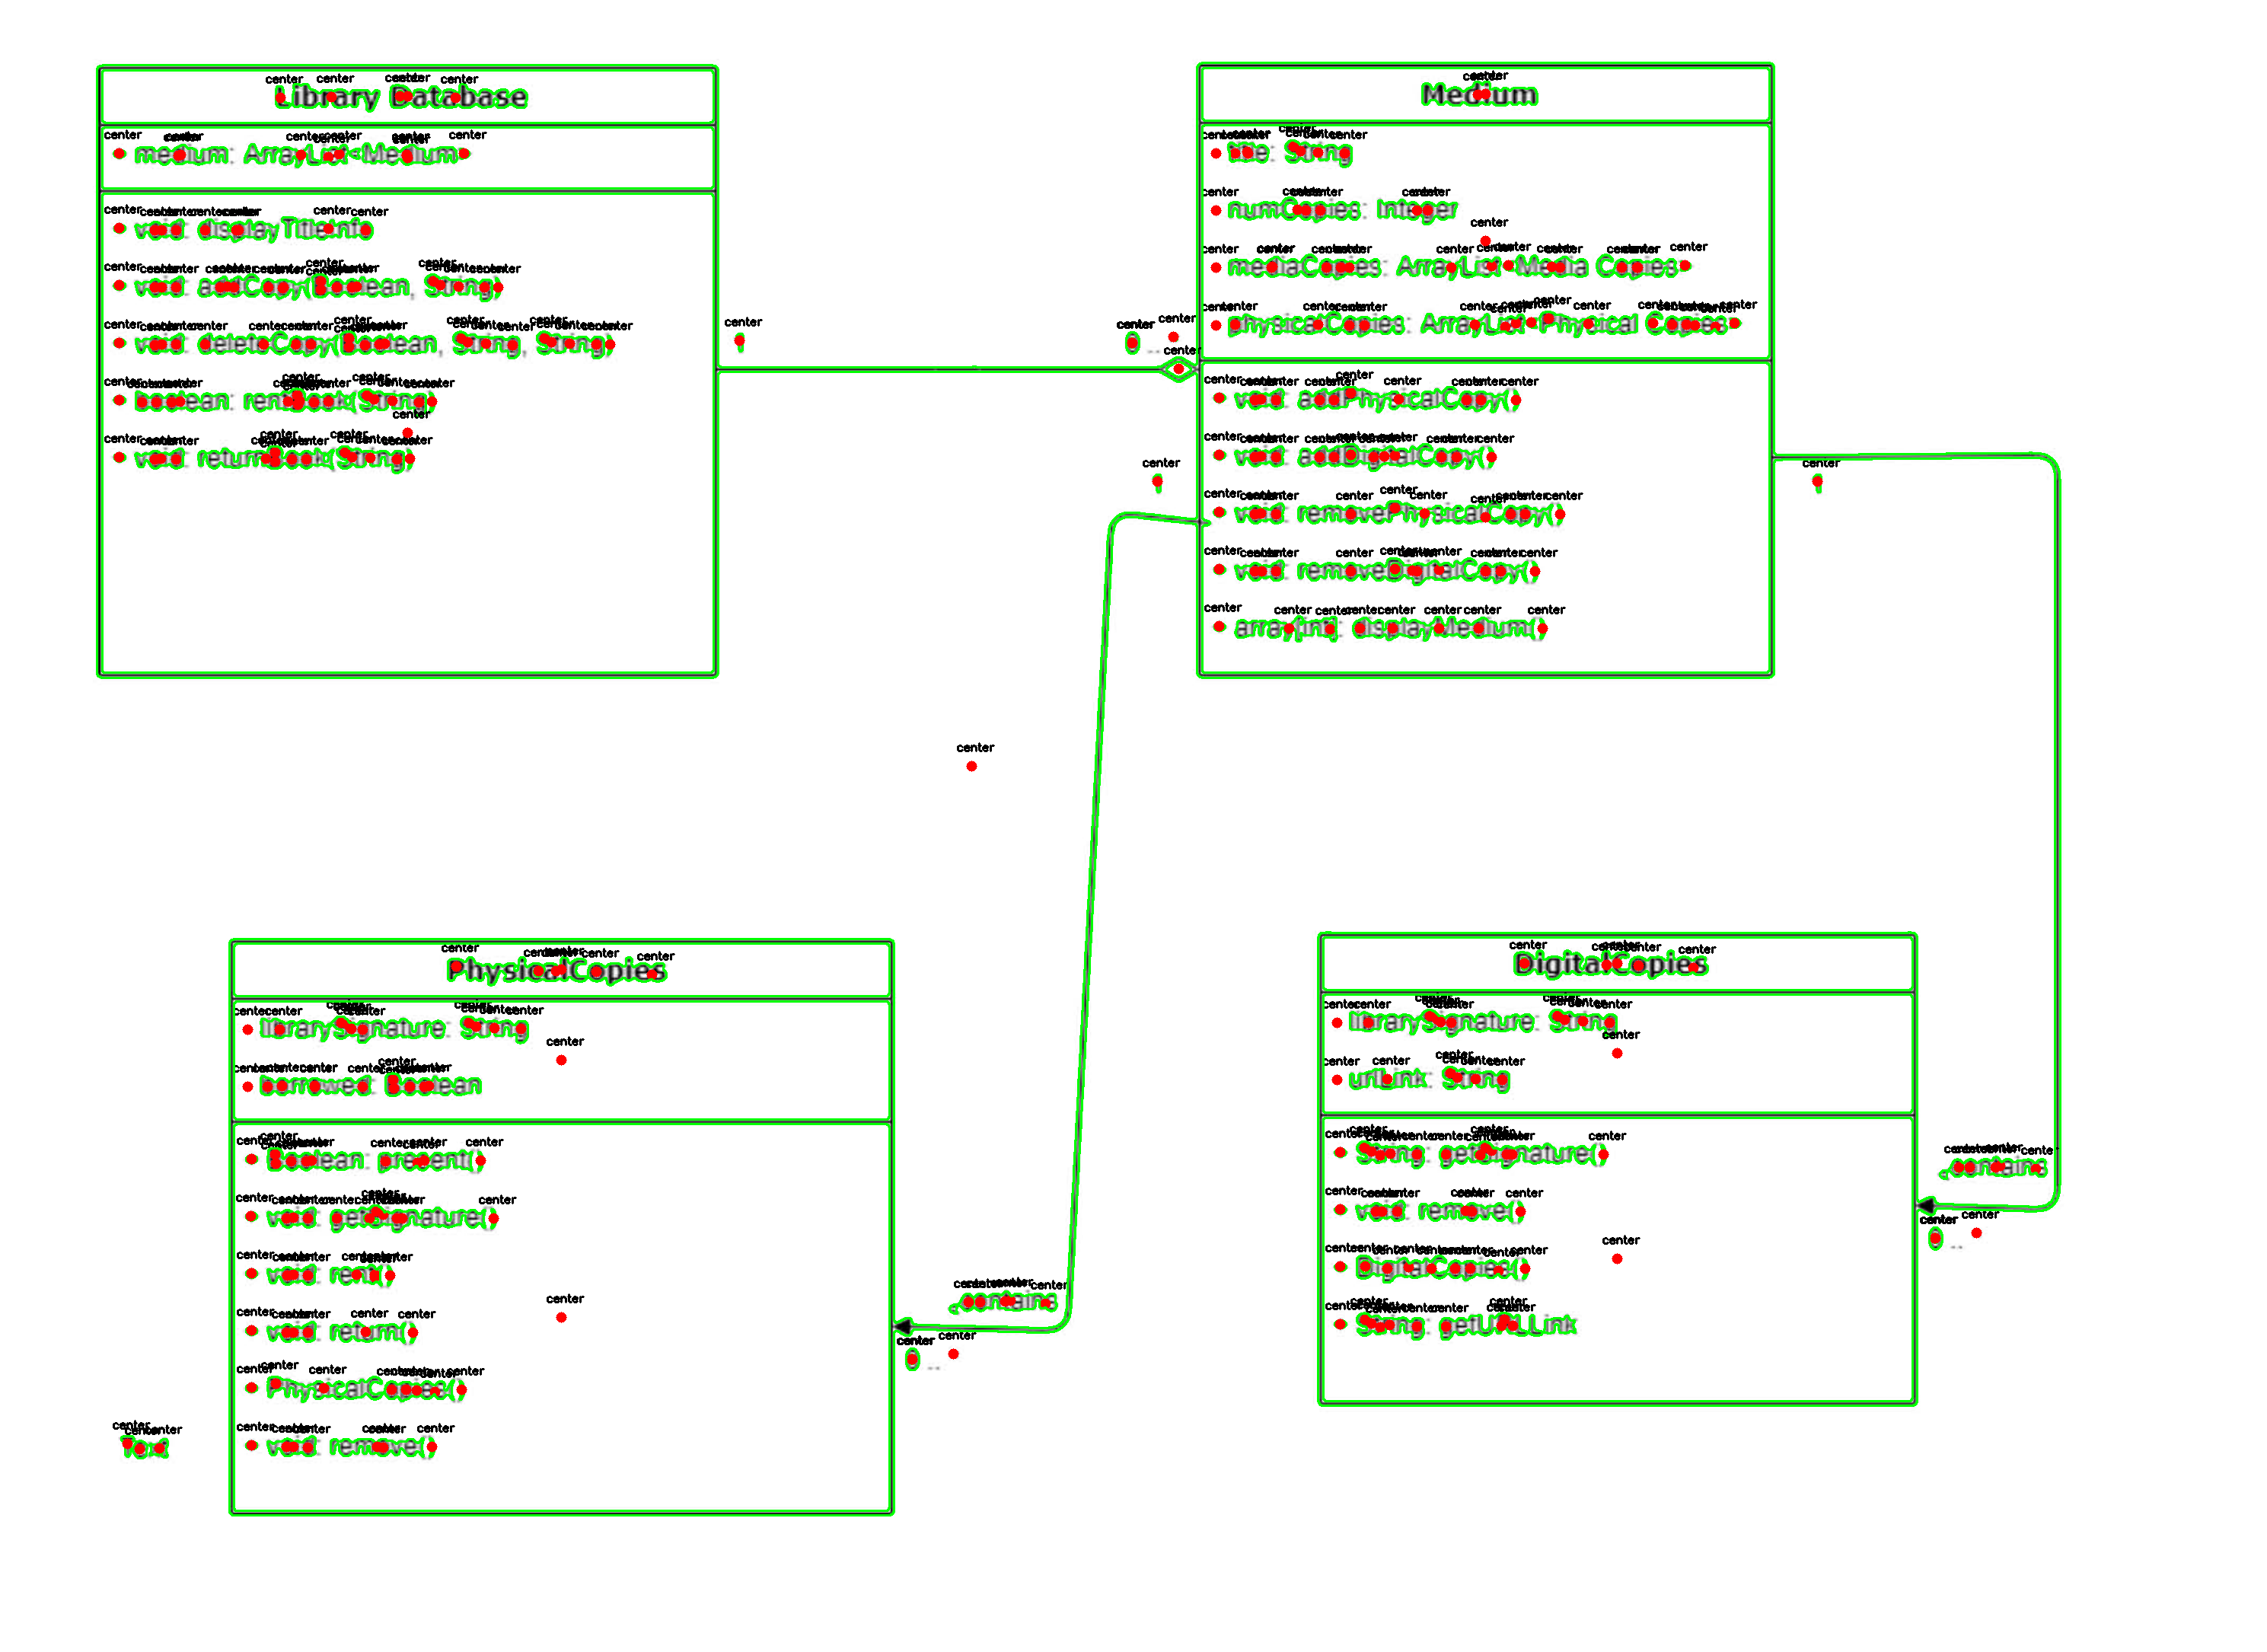 Library Database
medium: ArrayList<Medium>
void: displayTitleInfo
void: addCopy(Boolean, String)
void: deleteCopy(Boolean, String, String)
boolean: rentBook(String)
void: returnBook(String)
Medium
title: String
numCopies: Integer
mediaCopies: ArrayList<Media Copies>
physicalCopies: ArrayList<Physical Copies>
void: addPhysicalCopy()
void: addDigitalCopy()
void: removePhysicalCopy()
void: removeDigitalCopy()
array[int]: displayMedium()
0 ..
PhysicalCopies
librarySignature: String
borrowed: Boolean
Boolean: present()
void: getSignature()
void: rent()
void: return()
PhysicalCopies()
void: remove()
contains
0 ..
DigitalCopies
librarySignature: String
urlLink: String
String: getSignature()
void: remove()
DigitalCopies()
String: getURLLink
contains
0 ..
Text
center